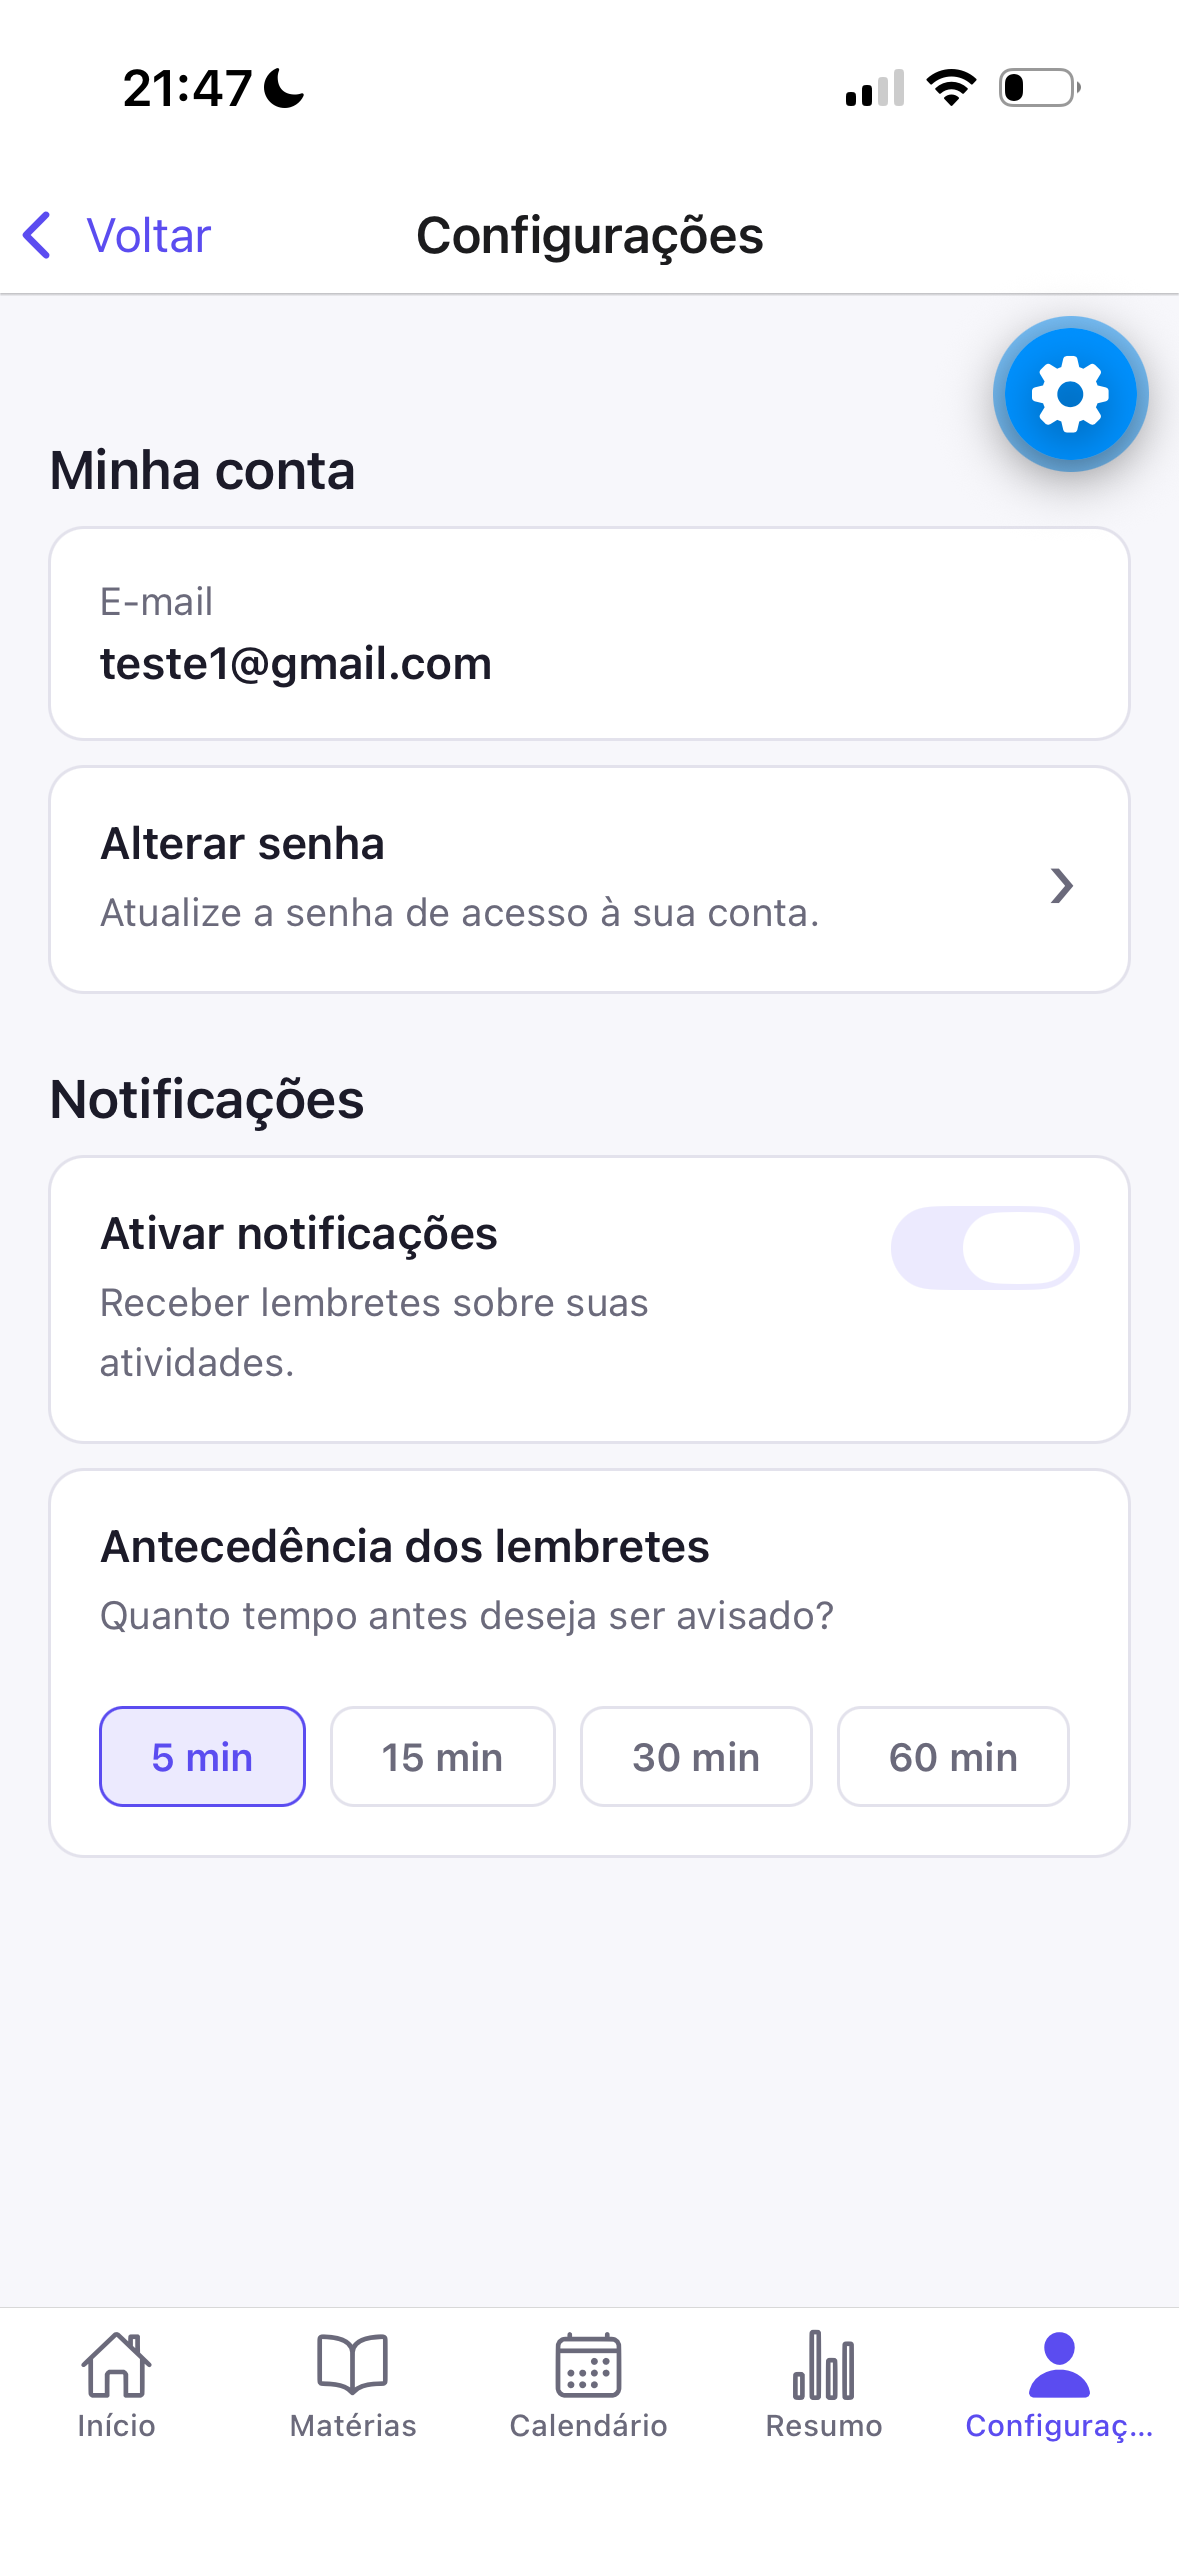 21:47
Voltar
Configurações
Minha conta
E-mail
teste1@gmail.com
Alterar senha
Atualize a senha de acesso à sua conta.
Notificações
Ativar notificações
Receber lembretes sobre suas
atividades.
Antecedência dos lembretes
Quanto tempo antes deseja ser avisado?
5 min
15 min
30 min
60 min
Início
Matérias
Calendário
Resumo
Configuraç...